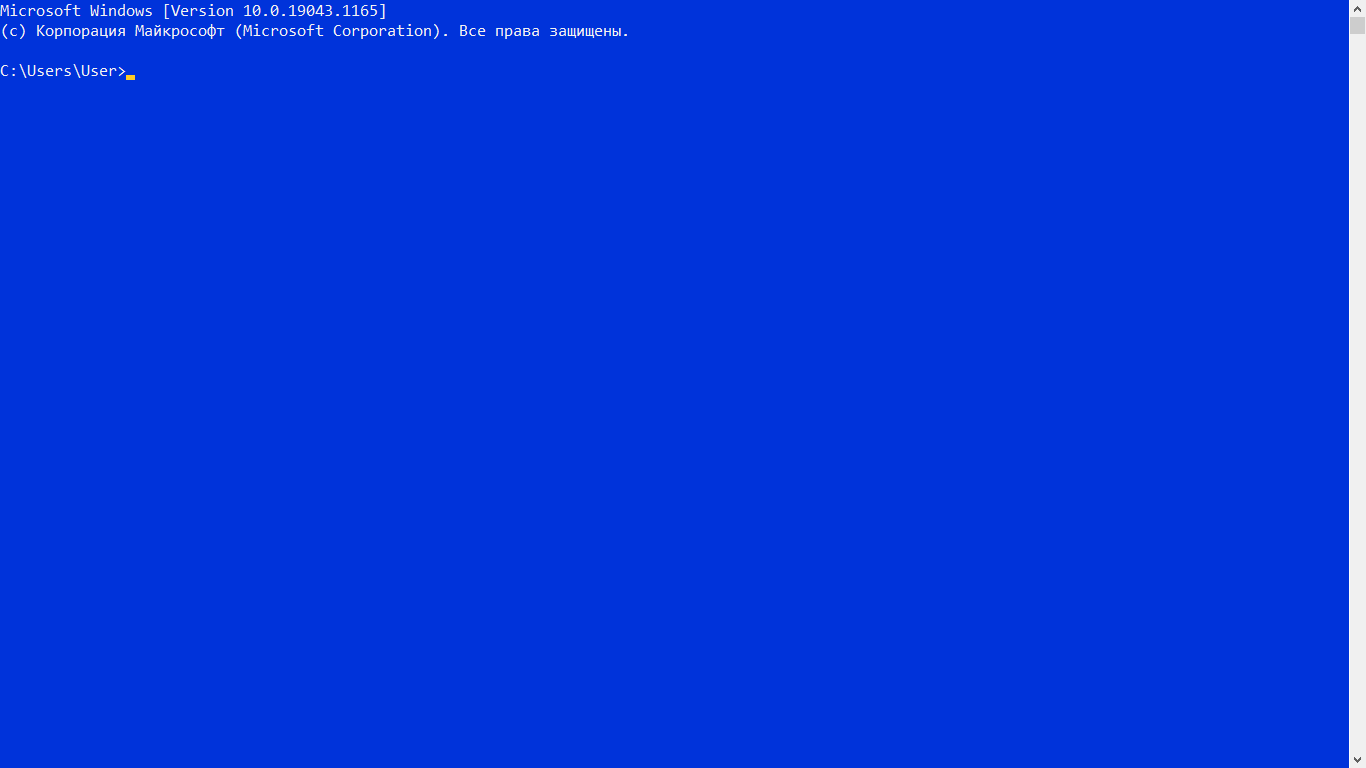 Microsoft Windows [Version 10.0.19043.1165]
(c) Корпорация Майкрософт (Microsoft Corporation). Все права защищены.
C:\Users\User>